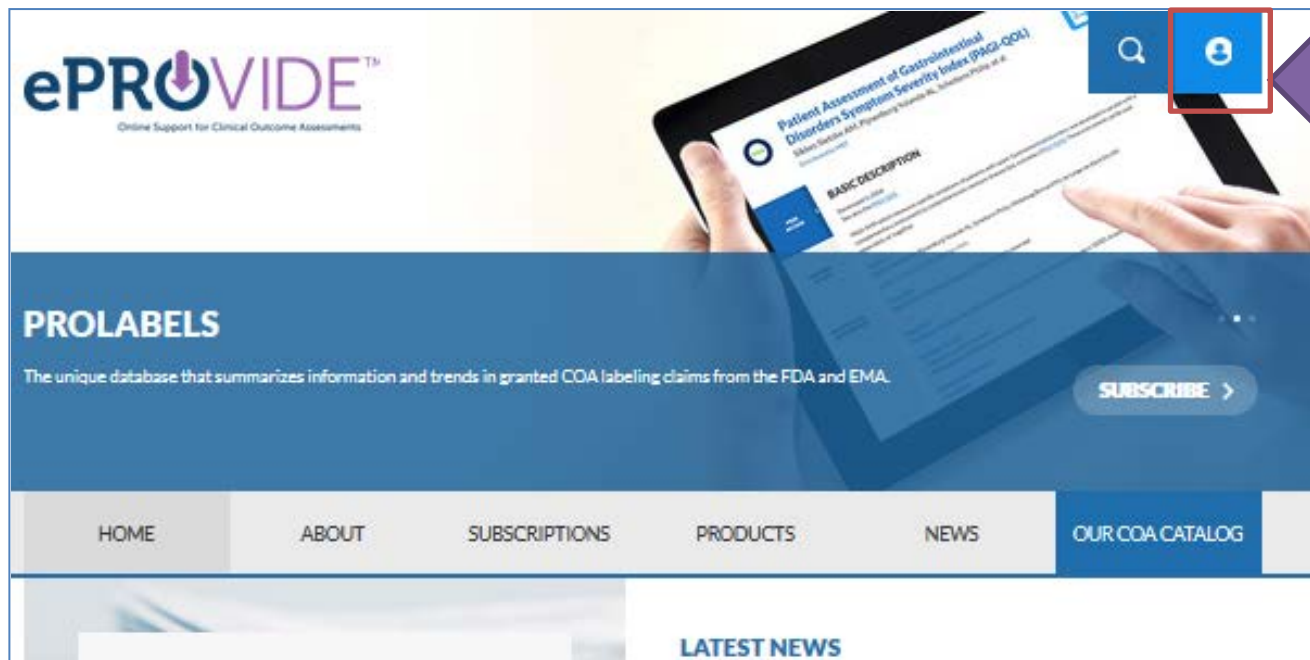 ePROVIDE™
Online Support for Clinical Outcome Assessments
Patient Assessment of Gastrointestinal
Disorders Symptom Severity Index (PAGI-QOL)
BASIC DESCRIPTION
PROLABELS
The unique database that summarizes information and trends in granted COA labeling claims from the FDA and EMA.
SUBSCRIBE >
HOME ABOUT SUBSCRIPTIONS PRODUCTS NEWS OUR COA CATALOG
LATEST NEWS